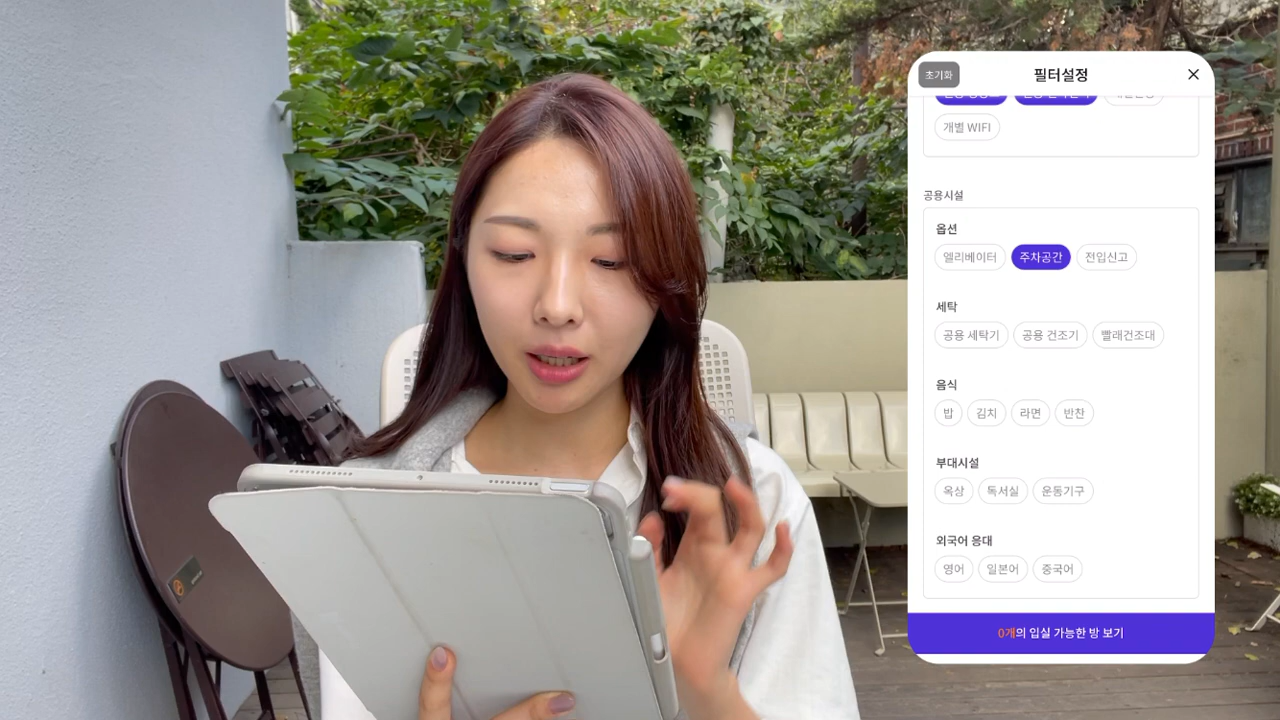 초기화 필터설정
개별 WIFI
공용시설
옵션
엘리베이터 주차공간 전입신고
세탁
공용 세탁기 공용 건조기 빨래건조대
음식
밥 김치 라면 반찬
부대시설
옥상 독서실 운동기구
외국어 응대
영어 일본어 중국어
0개의 입실 가능한 방 보기